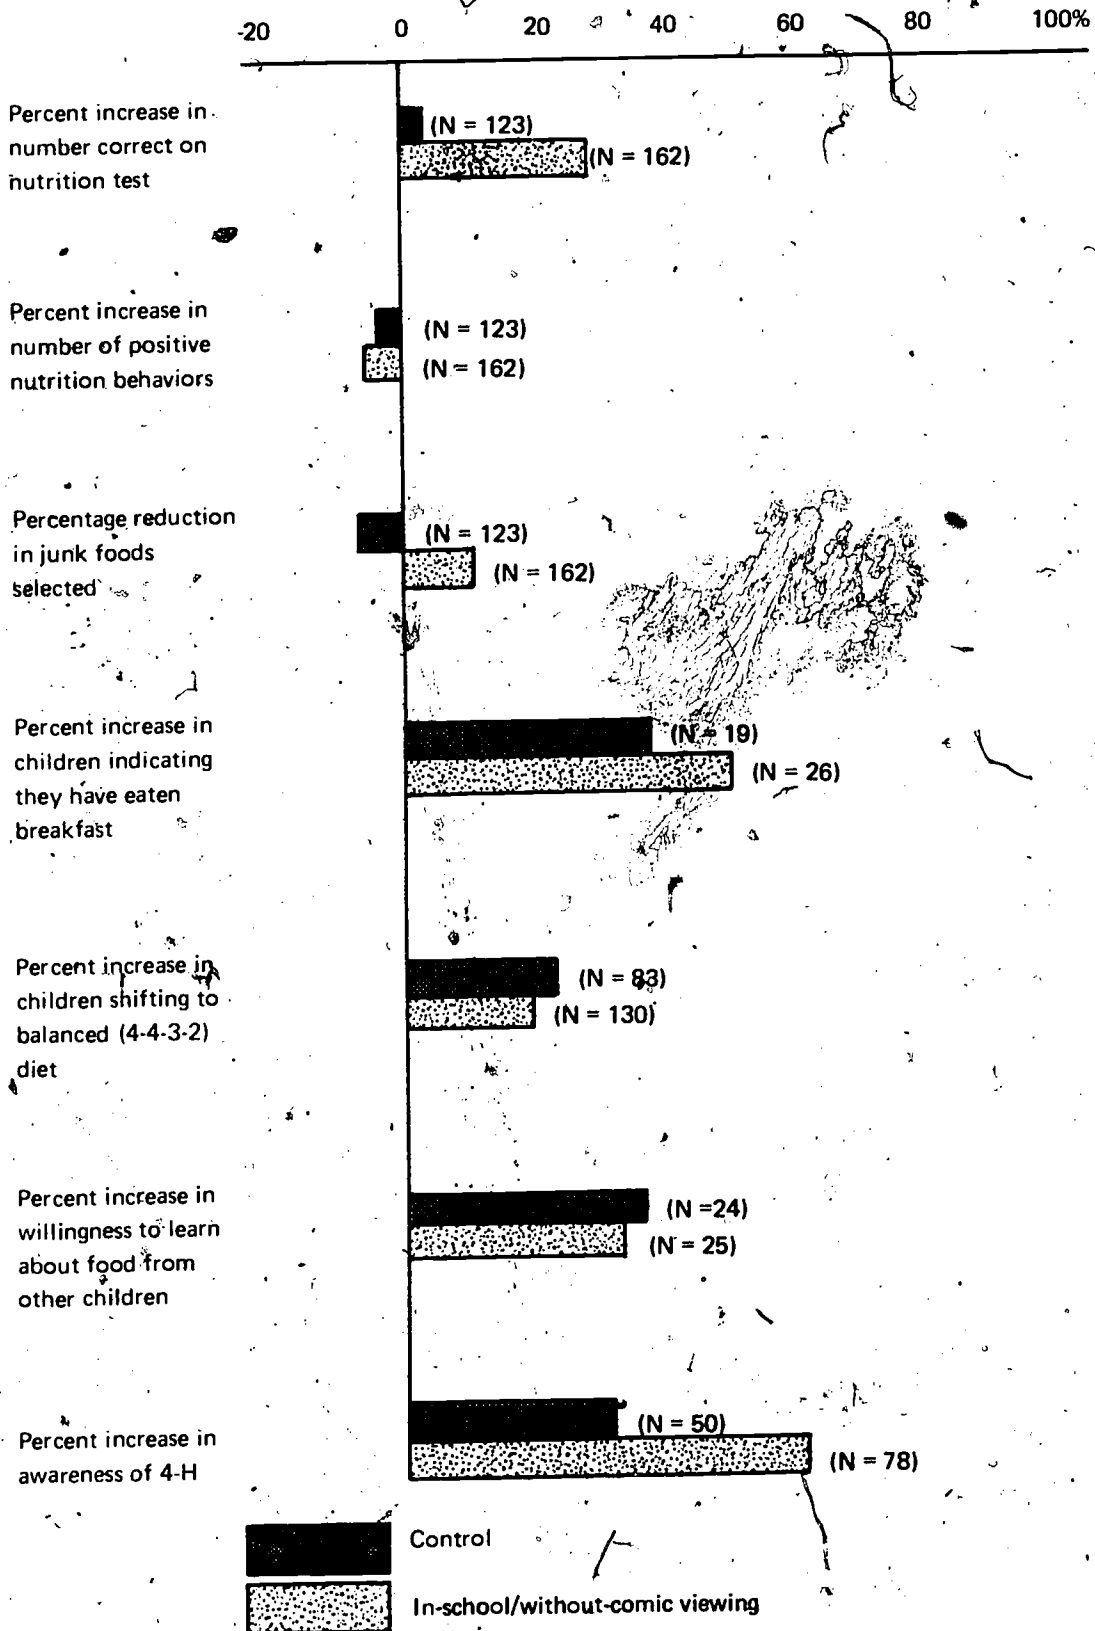 -20 0 20 40 60 80 100%
Percent increase in
number correct on
nutrition test
(N = 123)
(N = 162)
Percent increase in
number of positive
nutrition behaviors
(N = 123)
(N = 162)
Percentage reduction
in junk foods
selected
(N = 123)
(N = 162)
Percent increase in
children indicating
they have eaten
breakfast
(N = 19)
(N = 26)
Percent increase in
children shifting to
balanced (4-4-3-2)
diet
(N = 83)
(N = 130)
Percent increase in
willingness to learn
about food from
other children
(N =24)
(N = 25)
Percent increase in
awareness of 4-H
(N = 50)
(N = 78)
Control
In-school/without-comic viewing